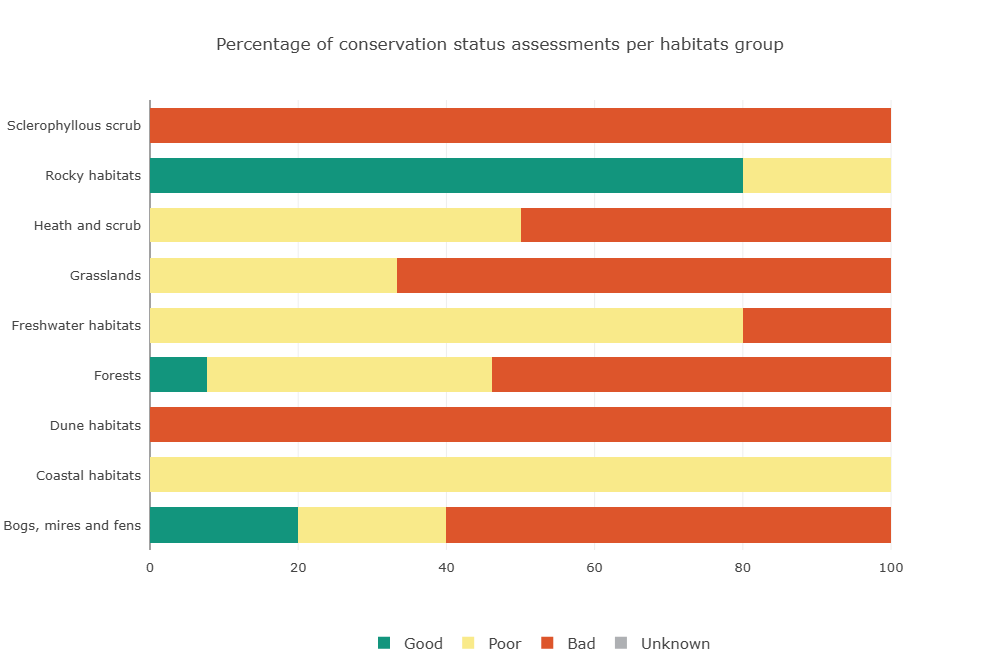 Percentage of conservation status assessments per habitats group
Sclerophyllous scrub
Rocky habitats
Heath and scrub
Grasslands
Freshwater habitats
Forests
Dune habitats
Coastal habitats
Bogs, mires and fens
0 20 40 60 80 100
Good Poor Bad Unknown